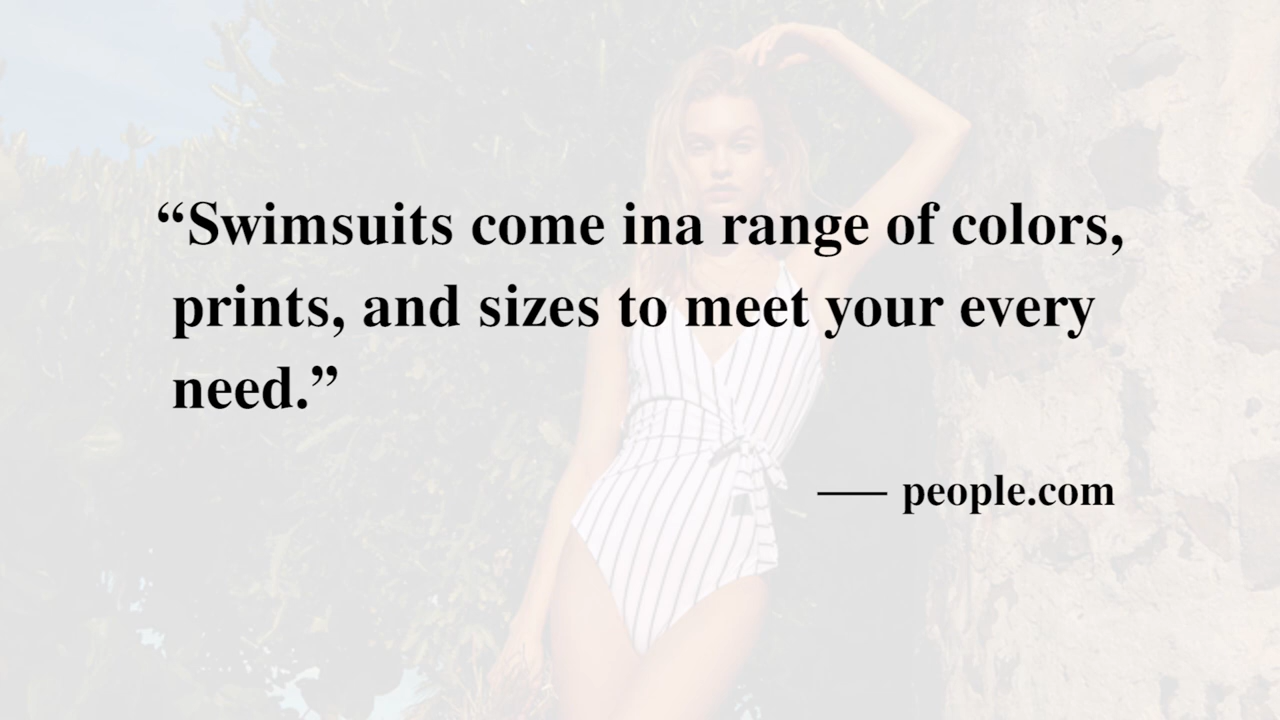 “Swimsuits come ina range of colors,
prints, and sizes to meet your every
need.”
—— people.com